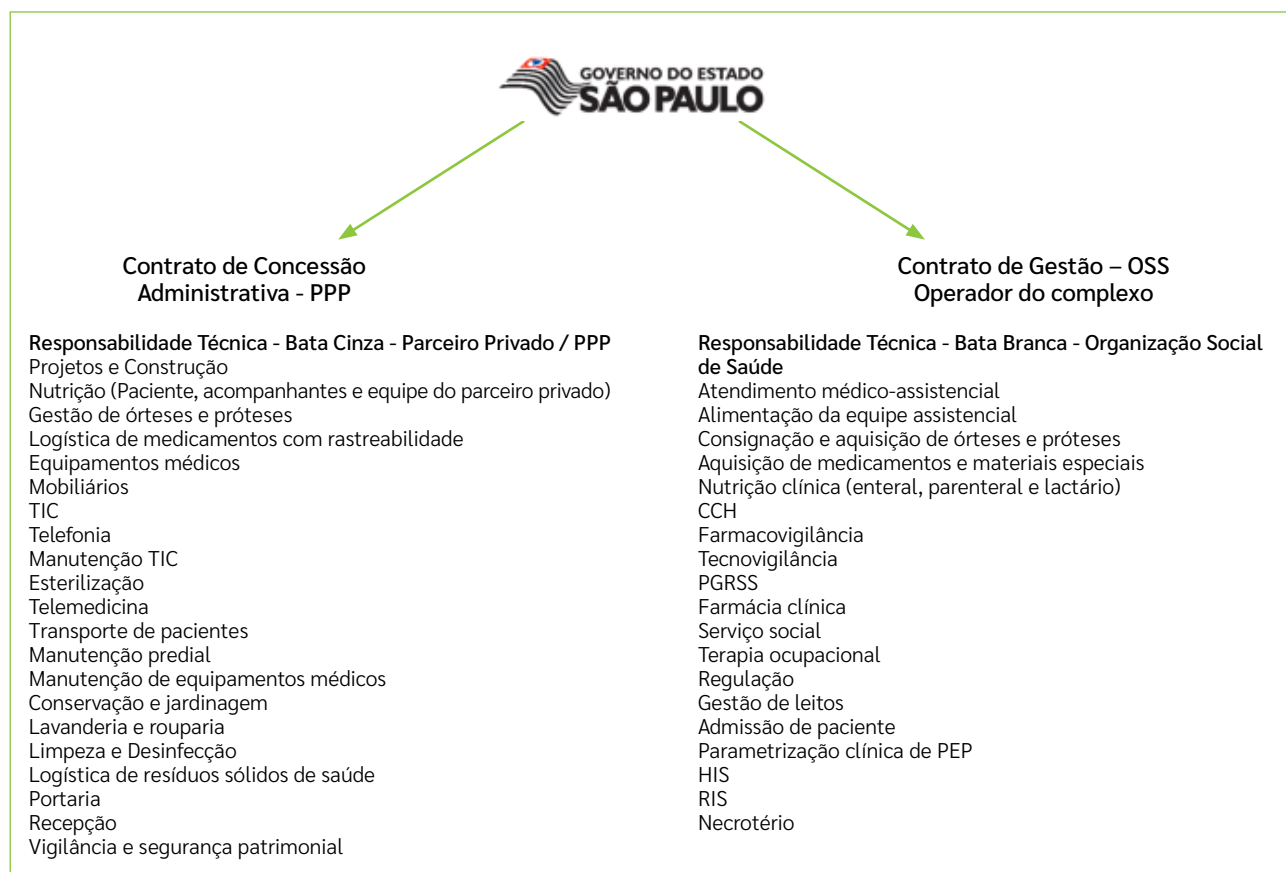 GOVERNO DO ESTADO
SÃO PAULO
Contrato de Concessão
Administrativa - PPP
Responsabilidade Técnica - Bata Cinza - Parceiro Privado / PPP
Projetos e Construção
Nutrição (Paciente, acompanhantes e equipe do parceiro privado)
Gestão de órteses e próteses
Logística de medicamentos com rastreabilidade
Equipamentos médicos
Mobiliários
TIC
Telefonia
Manutenção TIC
Esterilização
Telemedicina
Transporte de pacientes
Manutenção predial
Manutenção de equipamentos médicos
Conservação e jardinagem
Lavanderia e rouparia
Limpeza e Desinfecção
Logística de resíduos sólidos de saúde
Portaria
Recepção
Vigilância e segurança patrimonial
Contrato de Gestão – OSS
Operador do complexo
Responsabilidade Técnica - Bata Branca - Organização Social
de Saúde
Atendimento médico-assistencial
Alimentação da equipe assistencial
Consignação e aquisição de órteses e próteses
Aquisição de medicamentos e materiais especiais
Nutrição clínica (enteral, parenteral e lactário)
CCH
Farmacovigilância
Tecnovigilância
PGRSS
Farmácia clínica
Serviço social
Terapia ocupacional
Regulação
Gestão de leitos
Admissão de paciente
Parametrização clínica de PEP
HIS
RIS
Necrotério